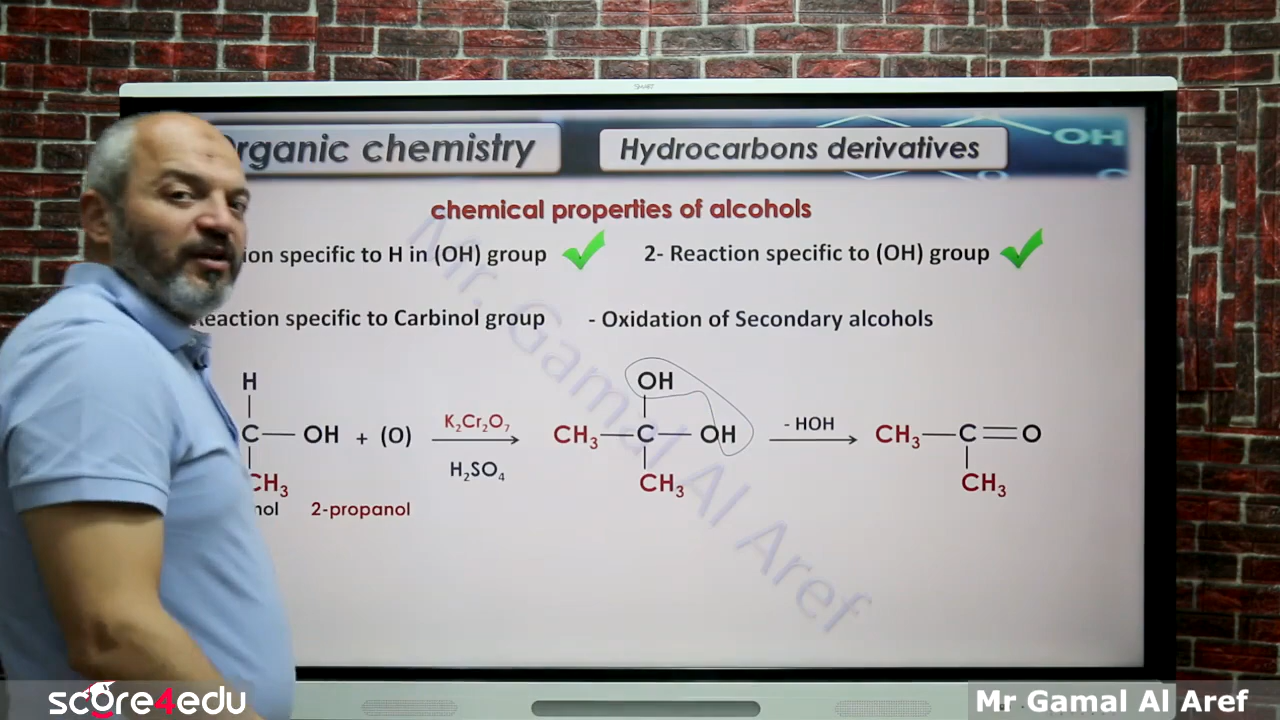 SMART
rganic chemistry
Hydrocarbons derivatives
OH
chemical properties of alcohols
ion specific to H in (OH) group
2- Reaction specific to (OH) group
Reaction specific to Carbinol group
- Oxidation of Secondary alcohols
H
C — OH + (O)
K₂Cr₂O₇
H₂SO₄
CH₃
nol
2-propanol
OH
CH₃ — C — OH
CH₃
- HOH
CH₃ — C = O
CH₃
Mr. Gamal Al Aref
score4edu
Mr Gamal Al Aref